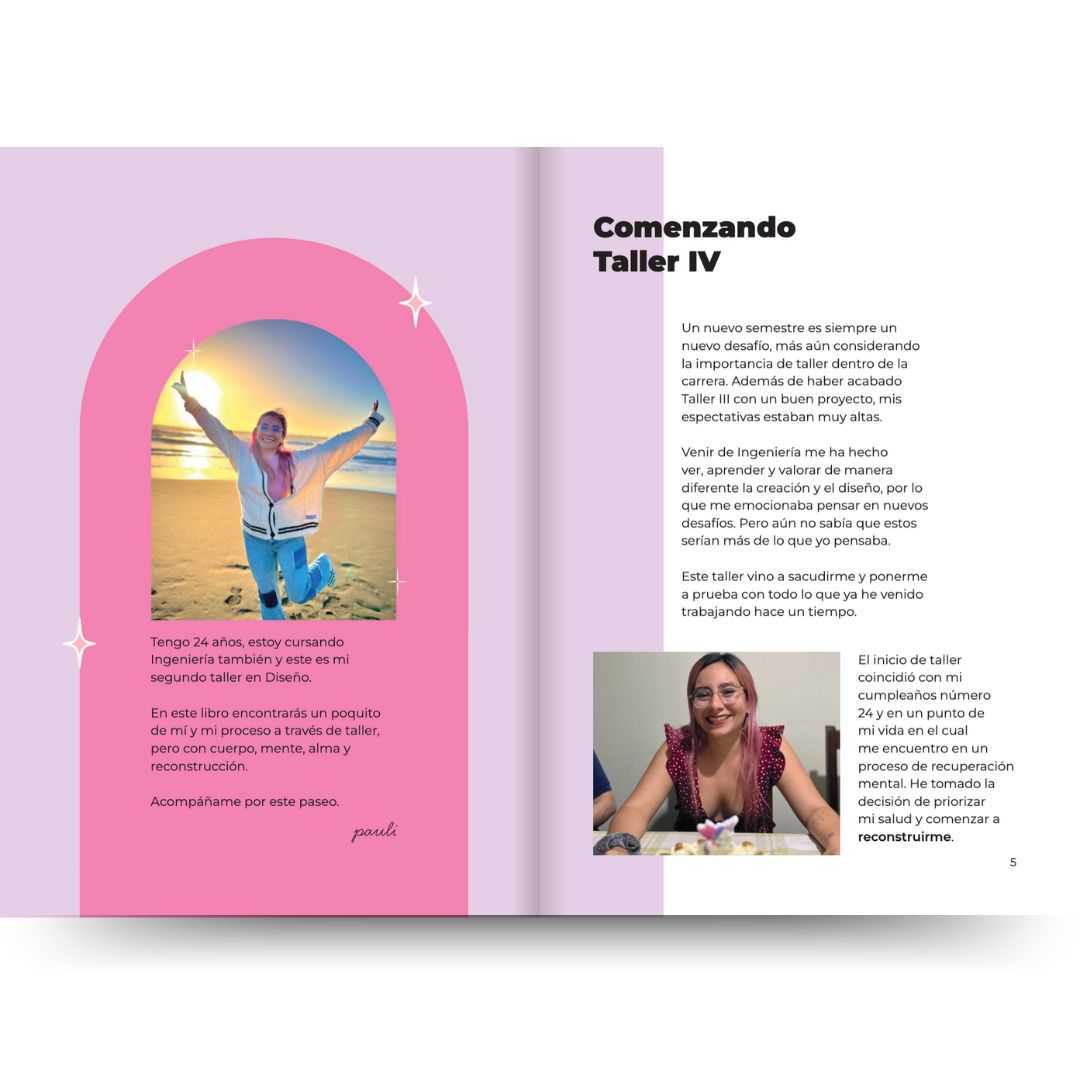 Tengo 24 años, estoy cursando
Ingeniería también y este es mi
segundo taller en Diseño.
En este libro encontrarás un poquito
de mí y mi proceso a través de taller,
pero con cuerpo, mente, alma y
reconstrucción.
Acompáñame por este paseo.
pauli
Comenzando
Taller IV
Un nuevo semestre es siempre un
nuevo desafío, más aún considerando
la importancia de taller dentro de la
carrera. Además de haber acabado
Taller III con un buen proyecto, mis
espectativas estaban muy altas.
Venir de Ingeniería me ha hecho
ver, aprender y valorar de manera
diferente la creación y el diseño, por lo
que me emocionaba pensar en nuevos
desafíos. Pero aún no sabía que estos
serían más de lo que yo pensaba.
Este taller vino a sacudirme y ponerme
a prueba con todo lo que ya he venido
trabajando hace un tiempo.
El inicio de taller
coincidió con mi
cumpleaños número
24 y en un punto de
mi vida en el cual
me encuentro en un
proceso de recuperación
mental. He tomado la
decisión de priorizar
mi salud y comenzar a
reconstruirme.
5